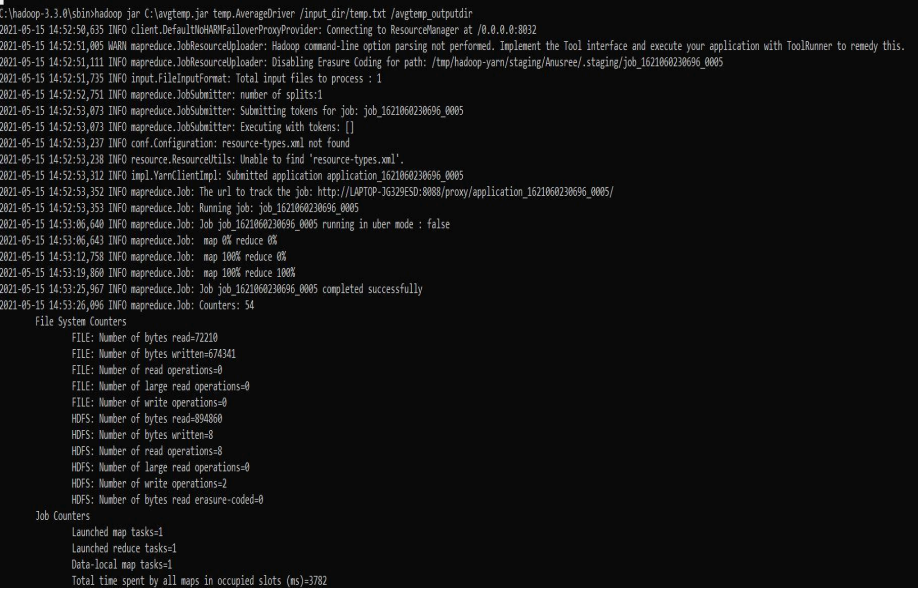 C:\hadoop-3.3.0\sbin>hadoop jar C:\avgtemp.jar temp.AverageDriver /input_dir/temp.txt /avgtemp_outputdir
2021-05-15 14:52:50,635 INFO client.DefaultNoHARMFailoverProxyProvider: Connecting to ResourceManager at /0.0.0.0:8032
2021-05-15 14:52:51,005 WARN mapreduce.JobResourceUploader: Hadoop command-line option parsing not performed. Implement the Tool interface and execute your application with ToolRunner to remedy this.
2021-05-15 14:52:51,111 INFO mapreduce.JobResourceUploader: Disabling Erasure Coding for path: /tmp/hadoop-yarn/staging/Anusree/.staging/job_1621060230696_0005
2021-05-15 14:52:51,735 INFO input.FileInputFormat: Total input files to process : 1
2021-05-15 14:52:52,751 INFO mapreduce.JobSubmitter: number of splits:1
2021-05-15 14:52:53,073 INFO mapreduce.JobSubmitter: Submitting tokens for job: job_1621060230696_0005
2021-05-15 14:52:53,073 INFO mapreduce.JobSubmitter: Executing with tokens: []
2021-05-15 14:52:53,237 INFO conf.Configuration: resource-types.xml not found
2021-05-15 14:52:53,238 INFO resource.ResourceUtils: Unable to find 'resource-types.xml'.
2021-05-15 14:52:53,312 INFO impl.YarnClientImpl: Submitted application application_1621060230696_0005
2021-05-15 14:52:53,352 INFO mapreduce.Job: The url to track the job: http://LAPTOP-JG329ESD:8088/proxy/application_1621060230696_0005/
2021-05-15 14:52:53,353 INFO mapreduce.Job: Running job: job_1621060230696_0005
2021-05-15 14:53:06,640 INFO mapreduce.Job: Job job_1621060230696_0005 running in uber mode : false
2021-05-15 14:53:06,643 INFO mapreduce.Job:  map 0% reduce 0%
2021-05-15 14:53:12,758 INFO mapreduce.Job:  map 100% reduce 0%
2021-05-15 14:53:19,860 INFO mapreduce.Job:  map 100% reduce 100%
2021-05-15 14:53:25,967 INFO mapreduce.Job: Job job_1621060230696_0005 completed successfully
2021-05-15 14:53:26,096 INFO mapreduce.Job: Counters: 54
File System Counters
FILE: Number of bytes read=72210
FILE: Number of bytes written=674341
FILE: Number of read operations=0
FILE: Number of large read operations=0
FILE: Number of write operations=0
HDFS: Number of bytes read=894860
HDFS: Number of bytes written=8
HDFS: Number of read operations=8
HDFS: Number of large read operations=0
HDFS: Number of write operations=2
HDFS: Number of bytes read erasure-coded=0
Job Counters
Launched map tasks=1
Launched reduce tasks=1
Data-local map tasks=1
Total time spent by all maps in occupied slots (ms)=3782